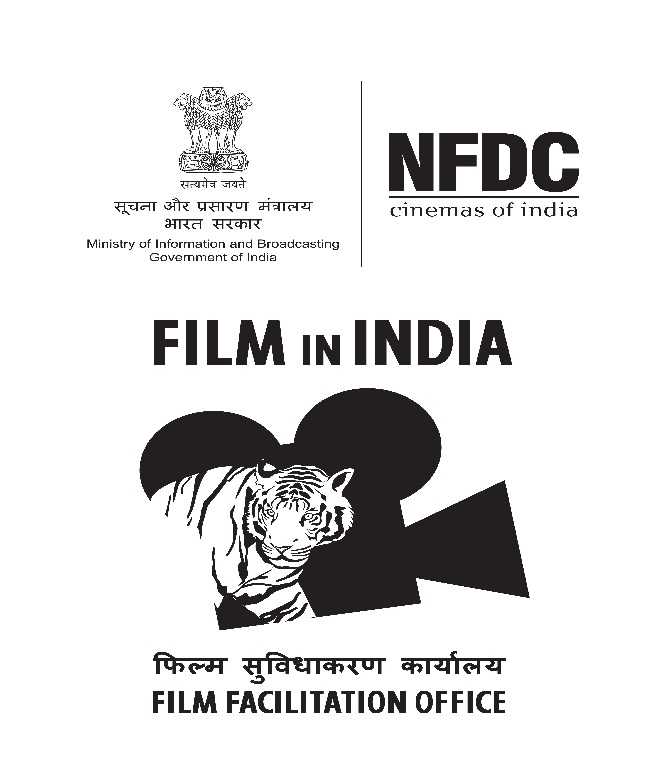 सत्यमेव जयते
सूचना और प्रसारण मंत्रालय
भारत सरकार
Ministry of Information and Broadcasting
Government of India
NFDC
cinemas of india
FILM IN INDIA
फिल्म सुविधाकरण कार्यालय
FILM FACILITATION OFFICE